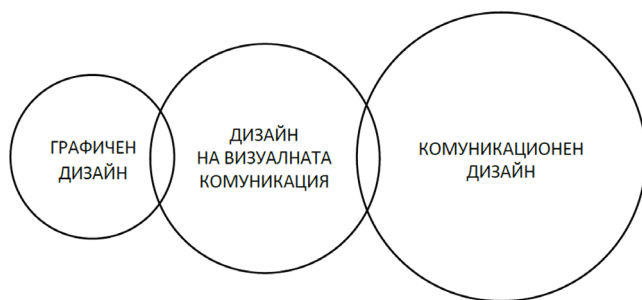 ГРАФИЧЕН
ДИЗАЙН
ДИЗАЙН
НА ВИЗУАЛНАТА
КОМУНИКАЦИЯ
КОМУНИКАЦИОНЕН
ДИЗАЙН